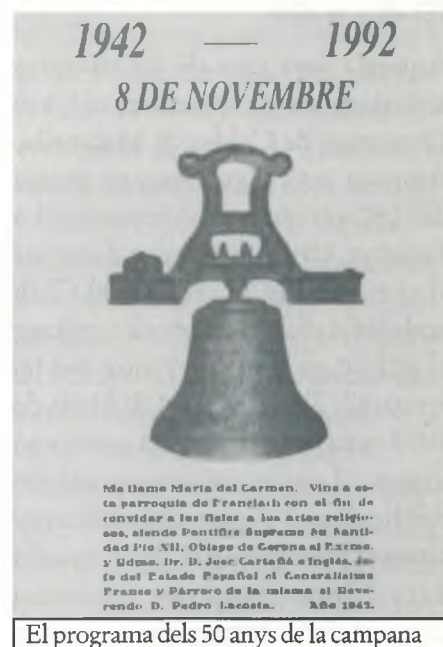 1942 — 1992
8 DE NOVEMBRE
Me llamo María del Carmen. Vine a es-
ta parroquia de Franciach con el fin de
convidar a los fieles a los actos religio-
sos, siendo Pontífice Supremo Su Santi-
dad Pío XII, Obispo de Gerona el Excmo.
y Rdmo. Dr. D. José Cartañá e Inglés, Je-
fe del Estado Español el Generalísimo
Franco y Párroco de la misma el Reve-
rendo D. Pedro Lacosta. Año 1942.
El programa dels 50 anys de la campana